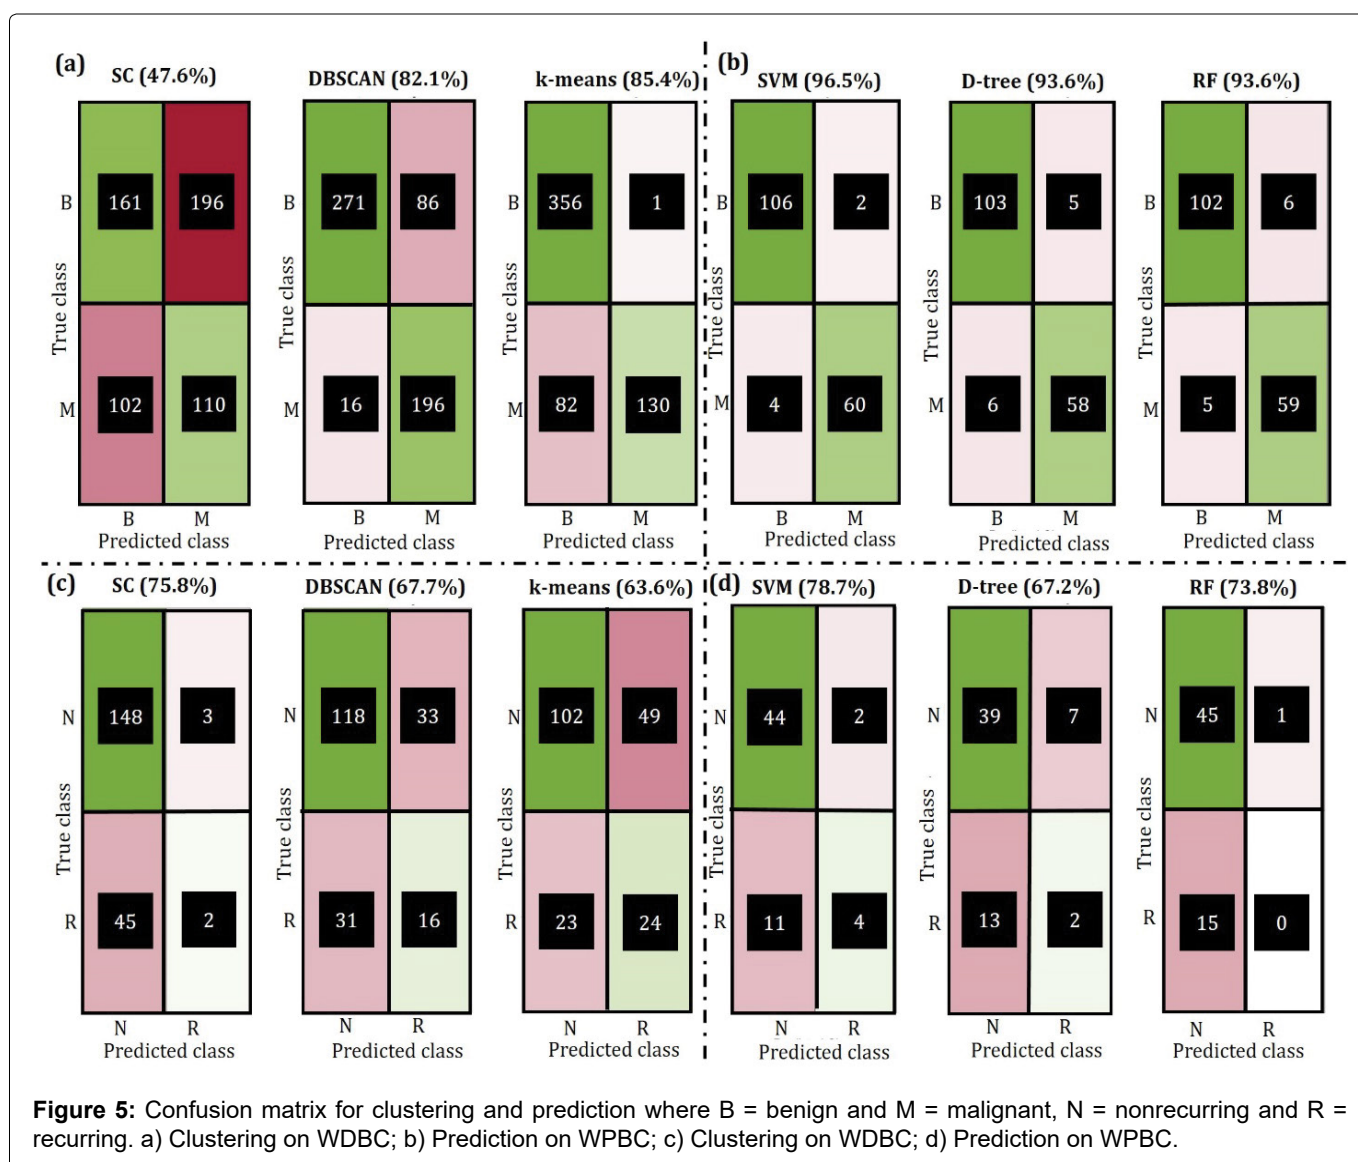 (a)
SC (47.6%)
DBSCAN (82.1%)
k-means (85.4%)
B
161
196
B
271
86
B
356
1
True class
True class
True class
M
102
110
M
16
196
M
82
130
B M
B M
B M
Predicted class
Predicted class
Predicted class
(b)
SVM (96.5%)
D-tree (93.6%)
RF (93.6%)
B
106
2
B
103
5
B
102
6
True class
True class
True class
M
4
60
M
6
58
M
5
59
B M
B M
B M
Predicted class
Predicted class
Predicted class
(c)
SC (75.8%)
DBSCAN (67.7%)
k-means (63.6%)
N
148
3
N
118
33
N
102
49
True class
True class
True class
R
45
2
R
31
16
R
23
24
N R
N R
N R
Predicted class
Predicted class
Predicted class
(d)
SVM (78.7%)
D-tree (67.2%)
RF (73.8%)
N
44
2
N
39
7
N
45
1
True class
True class
True class
R
11
4
R
13
2
R
15
0
N R
N R
N R
Predicted class
Predicted class
Predicted class
Figure 5: Confusion matrix for clustering and prediction where B = benign and M = malignant, N = nonrecurring and R =
recurring. a) Clustering on WDBC; b) Prediction on WPBC; c) Clustering on WDBC; d) Prediction on WPBC.